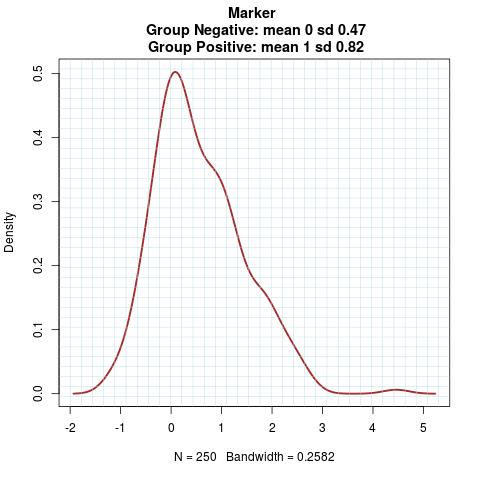 Marker
Group Negative: mean 0 sd 0.47
Group Positive: mean 1 sd 0.82
Density
0.5
0.4
0.3
0.2
0.1
0.0
-2 -1 0 1 2 3 4 5
N = 250 Bandwidth = 0.2582